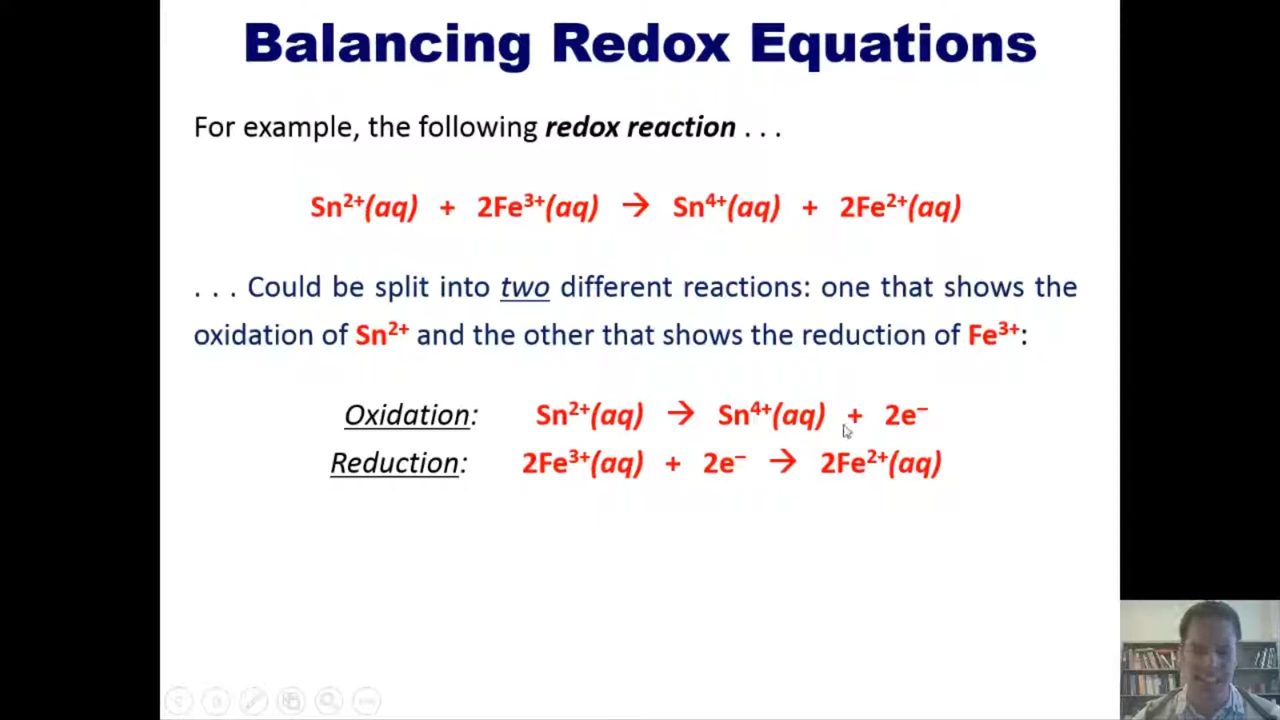 Balancing Redox Equations
For example, the following redox reaction . . .
Sn²⁺(aq) + 2Fe³⁺(aq) → Sn⁴⁺(aq) + 2Fe²⁺(aq)
. . . Could be split into two different reactions: one that shows the
oxidation of Sn²⁺ and the other that shows the reduction of Fe³⁺:
Oxidation: Sn²⁺(aq) → Sn⁴⁺(aq) + 2e⁻
Reduction: 2Fe³⁺(aq) + 2e⁻ → 2Fe²⁺(aq)